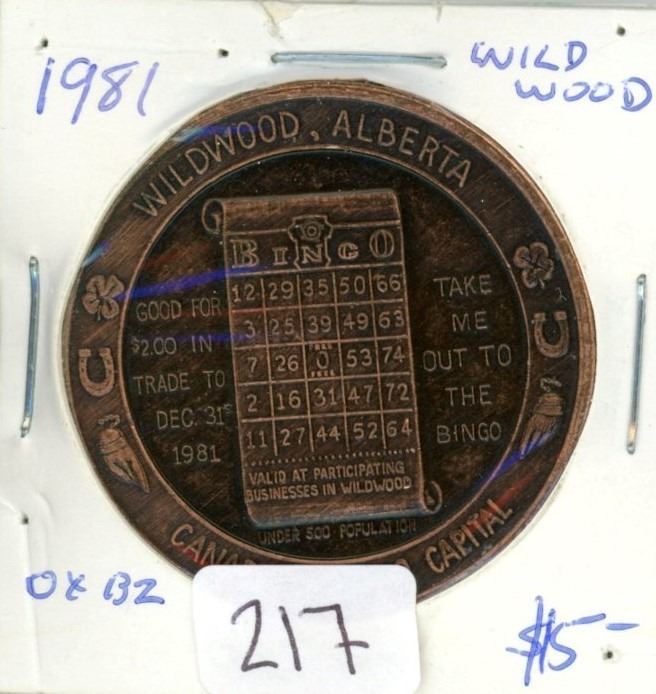 1981
WILD
WOOD
WILDWOOD, ALBERTA
BINGO
12 29 35 50 66
3 25 39 49 63
7 26 FREE 0 FREE 53 74
2 16 31 47 72
11 27 44 52 64
VALID AT PARTICIPATING
BUSINESSES IN WILDWOOD
GOOD FOR
$2.00 IN
TRADE TO
DEC. 31ST
1981
TAKE
ME
OUT TO
THE
BINGO
UNDER 500 POPULATION
CAPITAL
OX BZ
217
$15-